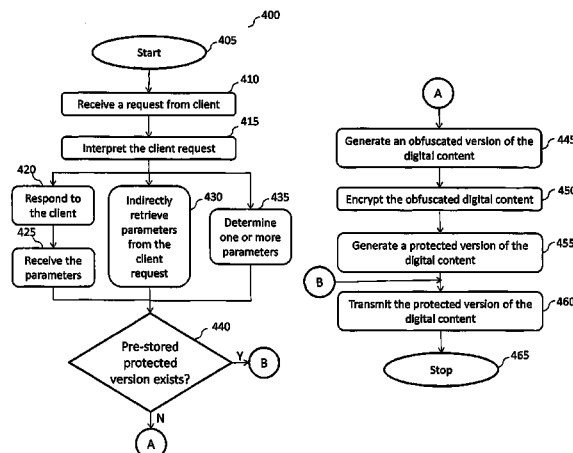 400
Start
405
410
Receive a request from client
415
Interpret the client request
420
Respond to
the client
425
Receive the
parameters
430
Indirectly
retrieve
parameters
from the
client
request
435
Determine
one or more
parameters
440
Pre-stored
protected
version exists?
Y
B
N
A
A
Generate an obfuscated version of the
digital content
445
Encrypt the obfuscated digital content
450
Generate a protected version of the
digital content
455
B
Transmit the protected version of the
digital content
460
Stop
465